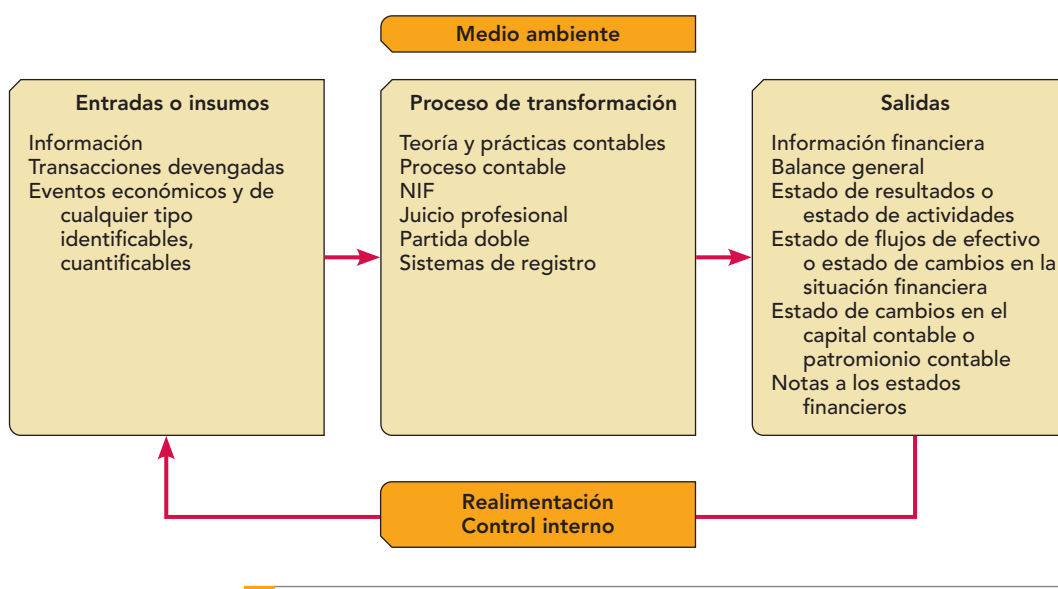 Medio ambiente
Entradas o insumos
Información
Transacciones devengadas
Eventos económicos y de
cualquier tipo
identificables,
cuantificables
Proceso de transformación
Teoría y prácticas contables
Proceso contable
NIF
Juicio profesional
Partida doble
Sistemas de registro
Salidas
Información financiera
Balance general
Estado de resultados o
estado de actividades
Estado de flujos de efectivo
o estado de cambios en la
situación financiera
Estado de cambios en el
capital contable o
patromionio contable
Notas a los estados
financieros
Realimentación
Control interno